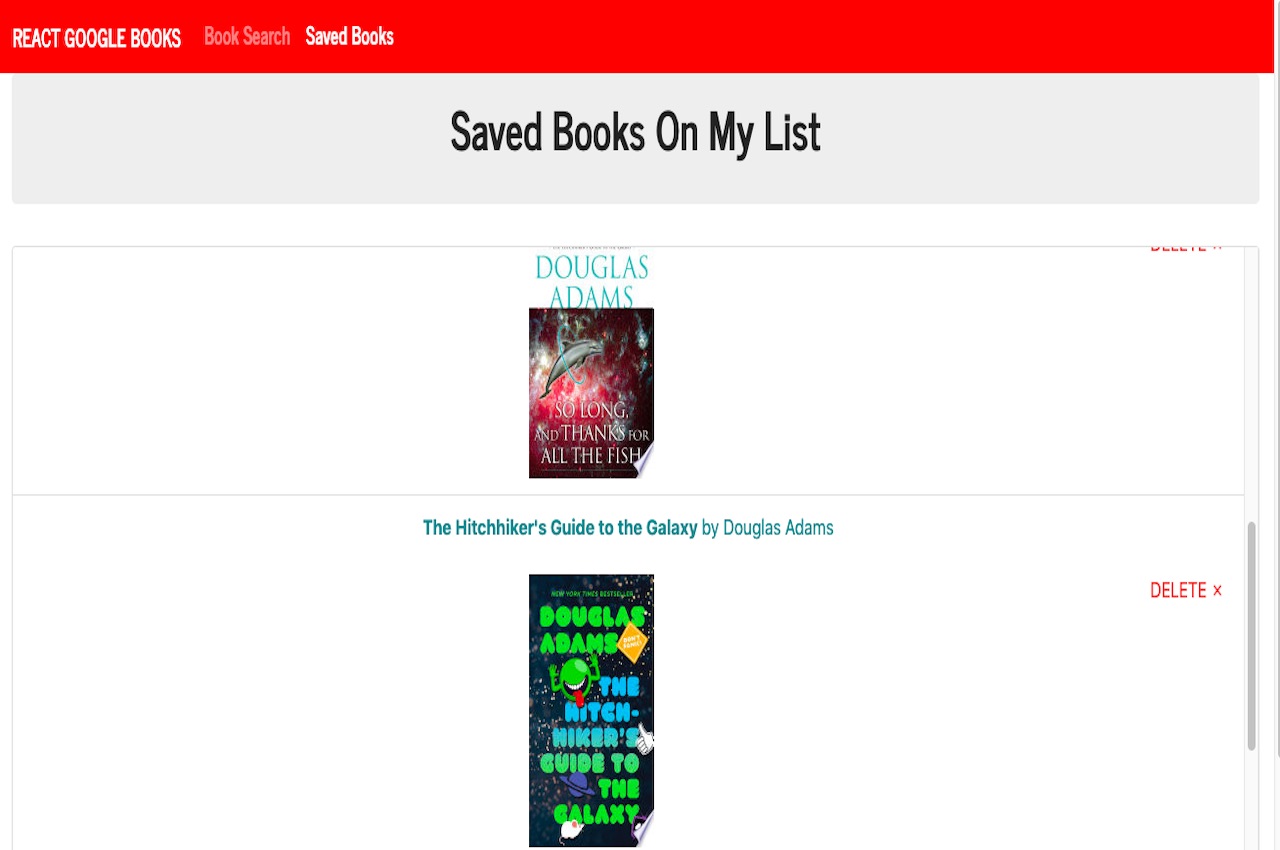 REACT GOOGLE BOOKS Book Search Saved Books
Saved Books On My List
DELETE ×
DOUGLAS
ADAMS
SO LONG,
AND THANKS FOR
ALL THE FISH
The Hitchhiker's Guide to the Galaxy by Douglas Adams
DELETE ×
NEW YORK TIMES BESTSELLER
DOUGLAS
ADAMS
DON'T
PANIC!
THE
HITCH-
HIKER'S
GUIDE TO
THE
GALAXY